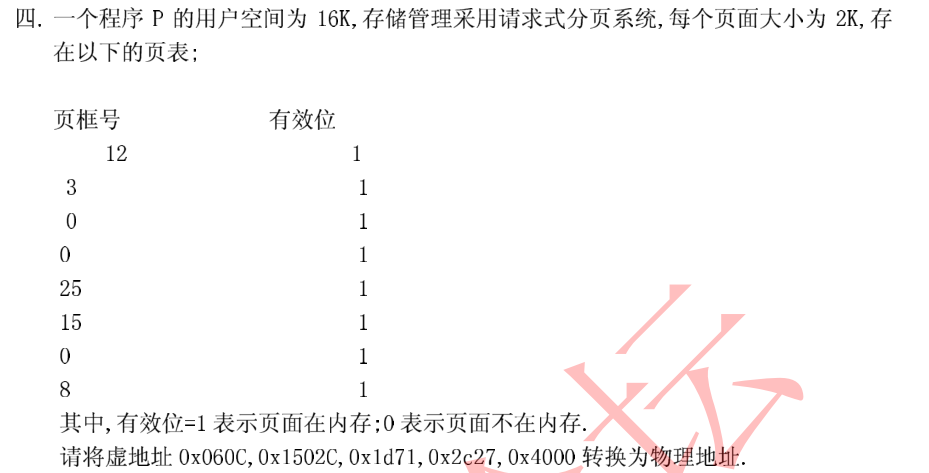 四. 一个程序 P 的用户空间为 16K,存储管理采用请求式分页系统,每个页面大小为 2K,存
在以下的页表;
页框号 有效位
12 1
3 1
0 1
0 1
25 1
15 1
0 1
8 1
其中,有效位=1 表示页面在内存;0 表示页面不在内存.
请将虚地址 0x060C,0x1502C,0x1d71,0x2c27,0x4000 转换为物理地址.
坛